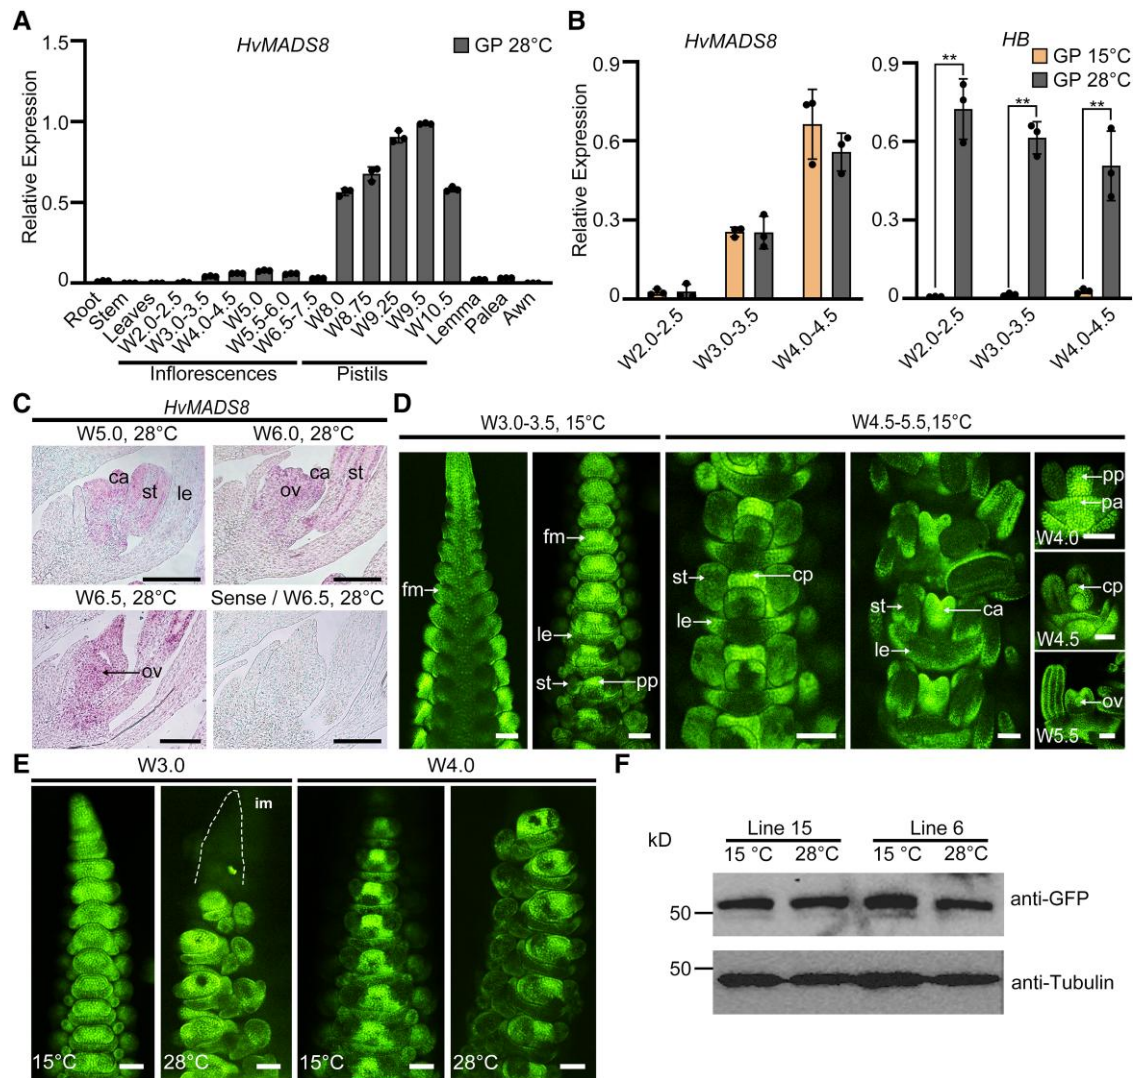 A
HvMADS8
GP 28°C
Relative Expression
1.5
1.0
0.5
0
Root
Stem
Leaves
W2.0-2.5
W3.0-3.5
W4.0-4.5
W5.0
W5.5-6.0
W6.5-7.5
W8.0
W8.75
W9.25
W9.5
W10.5
Lemma
Palea
Awn
Inflorescences
Pistils
B
HvMADS8
HB
GP 15°C
GP 28°C
Relative Expression
0.9
0.6
0.3
0
W2.0-2.5
W3.0-3.5
W4.0-4.5
0.9
0.6
0.3
0
**
**
**
W2.0-2.5
W3.0-3.5
W4.0-4.5
C
HvMADS8
W5.0, 28°C
W6.0, 28°C
ca
st
le
ov
ca
st
W6.5, 28°C
Sense / W6.5, 28°C
ov
D
W3.0-3.5, 15°C
W4.5-5.5,15°C
fm
fm
le
st
pp
st
cp
le
st
ca
le
pp
pa
W4.0
cp
W4.5
ov
W5.5
E
W3.0
W4.0
im
15°C
28°C
15°C
28°C
F
kD
Line 15
Line 6
15 °C
28°C
15 °C
28°C
50
anti-GFP
50
anti-Tubulin